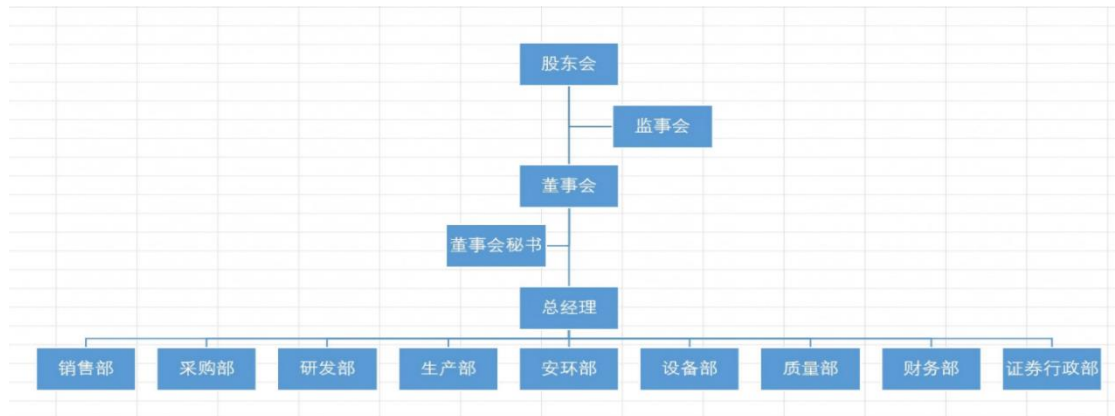 股东会
监事会
董事会
董事会秘书
总经理
销售部
采购部
研发部
生产部
安环部
设备部
质量部
财务部
证券行政部